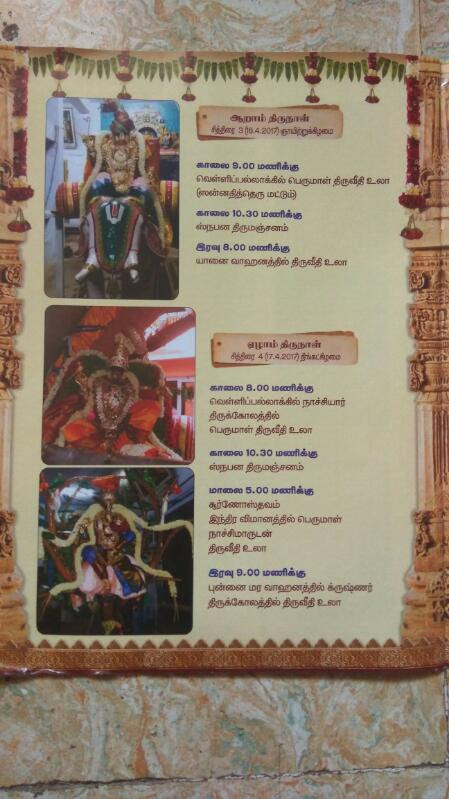 ஆறாம் திருநாள்
சித்திரை 3 (16.4.2017) ஞாயிற்றுக்கிழமை
காலை 9.00 மணிக்கு
வெள்ளிப்பல்லாக்கில் பெருமாள் திருவீதி உலா
(ஸன்னதித்தெரு மட்டும்)
காலை 10.30 மணிக்கு
ஸ்நபன திருமஞ்சனம்
இரவு 8.00 மணிக்கு
யானை வாஹனத்தில் திருவீதி உலா
ஏழாம் திருநாள்
சித்திரை 4 (17.4.2017) திங்கட்கிழமை
காலை 8.00 மணிக்கு
வெள்ளிப்பல்லாக்கில் நாச்சியார்
திருக்கோலத்தில்
பெருமாள் திருவீதி உலா
காலை 10.30 மணிக்கு
ஸ்நபன திருமஞ்சனம்
மாலை 5.00 மணிக்கு
சூர்ணோஸ்தவம்
இந்திர விமானத்தில் பெருமாள்
நாச்சிமாருடன்
திருவீதி உலா
இரவு 9.00 மணிக்கு
புன்னை மர வாஹனத்தில் க்ருஷ்ணர்
திருக்கோலத்தில் திருவீதி உலா